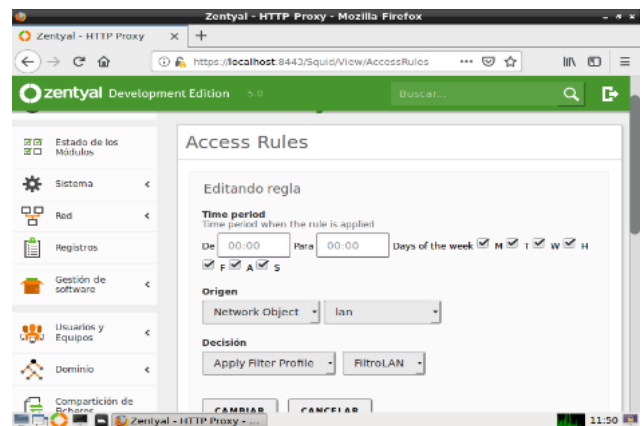 Zentyal - HTTP Proxy - Mozilla Firefox
Zentyal - HTTP Proxy
https://localhost:8443/Squid/View/AccessRules
zentyal Development Edition 5.0
Buscar...
Estado de los
Módulos
Sistema
Red
Registros
Gestión de
software
Usuarios y
Equipos
Dominio
Compartición de
Ficheros
Access Rules
Editando regla
Time period
Time period when the rule is applied
De 00:00 Para 00:00 Days of the week M T W H
F A S
Origen
Network Object lan
Decisión
Apply Filter Profile FiltroLAN
CAMBIAR CANCELAR
Zentyal - HTTP Proxy - ...
11:50